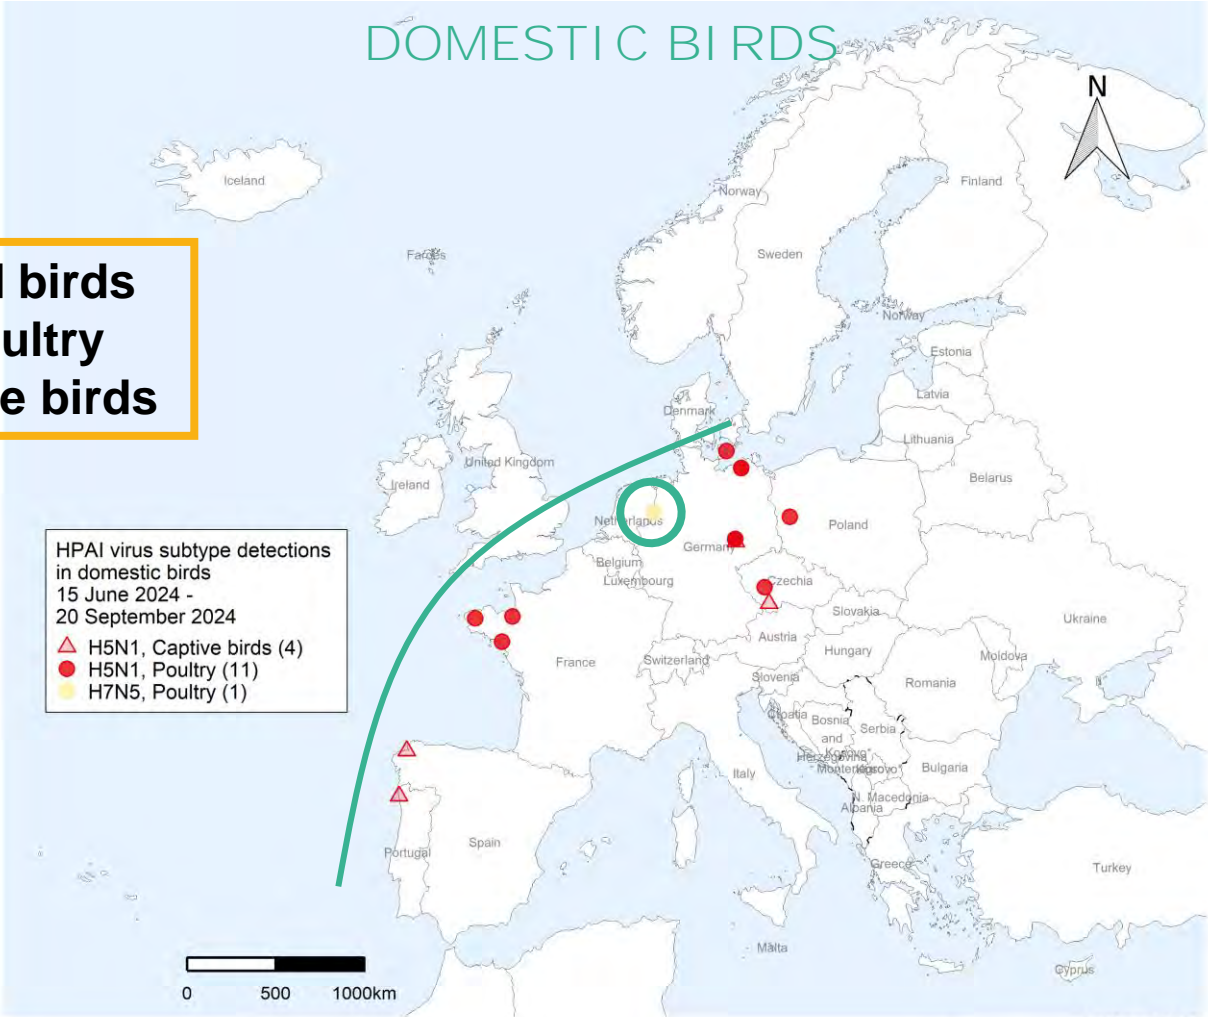 DOMESTIC BIRDS
N
Iceland
Norway
Finland
Faroes
Sweden
birds
ultry
e birds
Norway
Estonia
Latvia
Denmark
Lithuania
United Kingdom
Ireland
Belarus
Netherlands
Poland
Germany
Belgium
Luxembourg
Czechia
Slovakia
Ukraine
Austria
Hungary
Moldova
France
Switzerland
Slovenia
Romania
Croatia
Bosnia
and
Herzegovina
Serbia
Kosovo*
Montenegro
Kosovo*
Bulgaria
Italy
N. Macedonia
Albania
Portugal
Spain
Greece
Turkey
Malta
Cyprus
HPAI virus subtype detections
in domestic birds
15 June 2024 -
20 September 2024
H5N1, Captive birds (4)
H5N1, Poultry (11)
H7N5, Poultry (1)
0 500 1000km